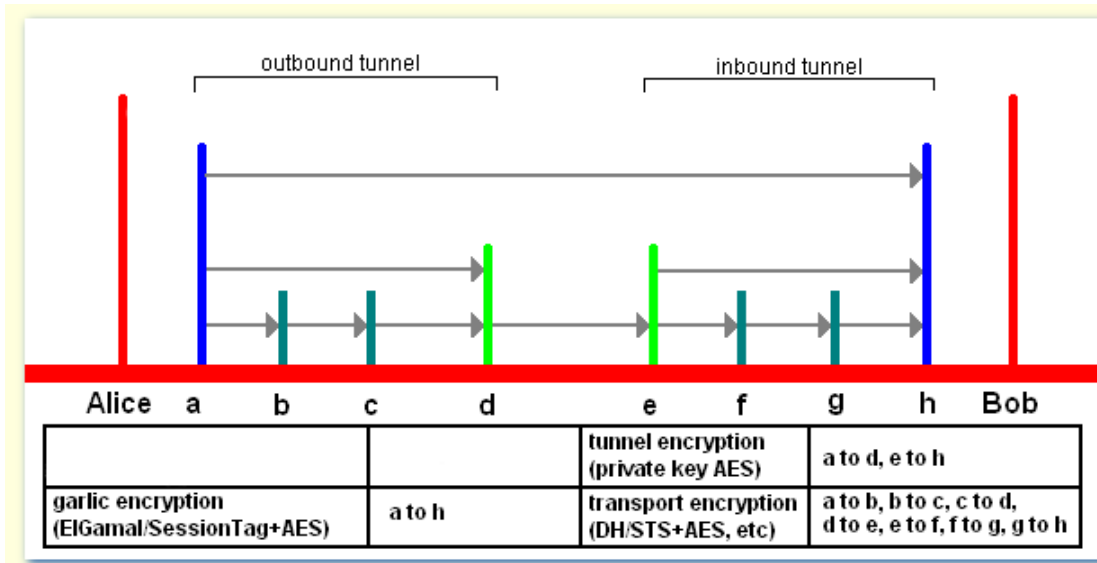 outbound tunnel
inbound tunnel
Alice a b c d e f g h Bob
tunnel encryption
(private key AES)
a to d, e to h
garlic encryption
(ElGamal/SessionTag+AES)
a to h
transport encryption
(DH/STS+AES, etc)
a to b, b to c, c to d,
d to e, e to f, f to g, g to h